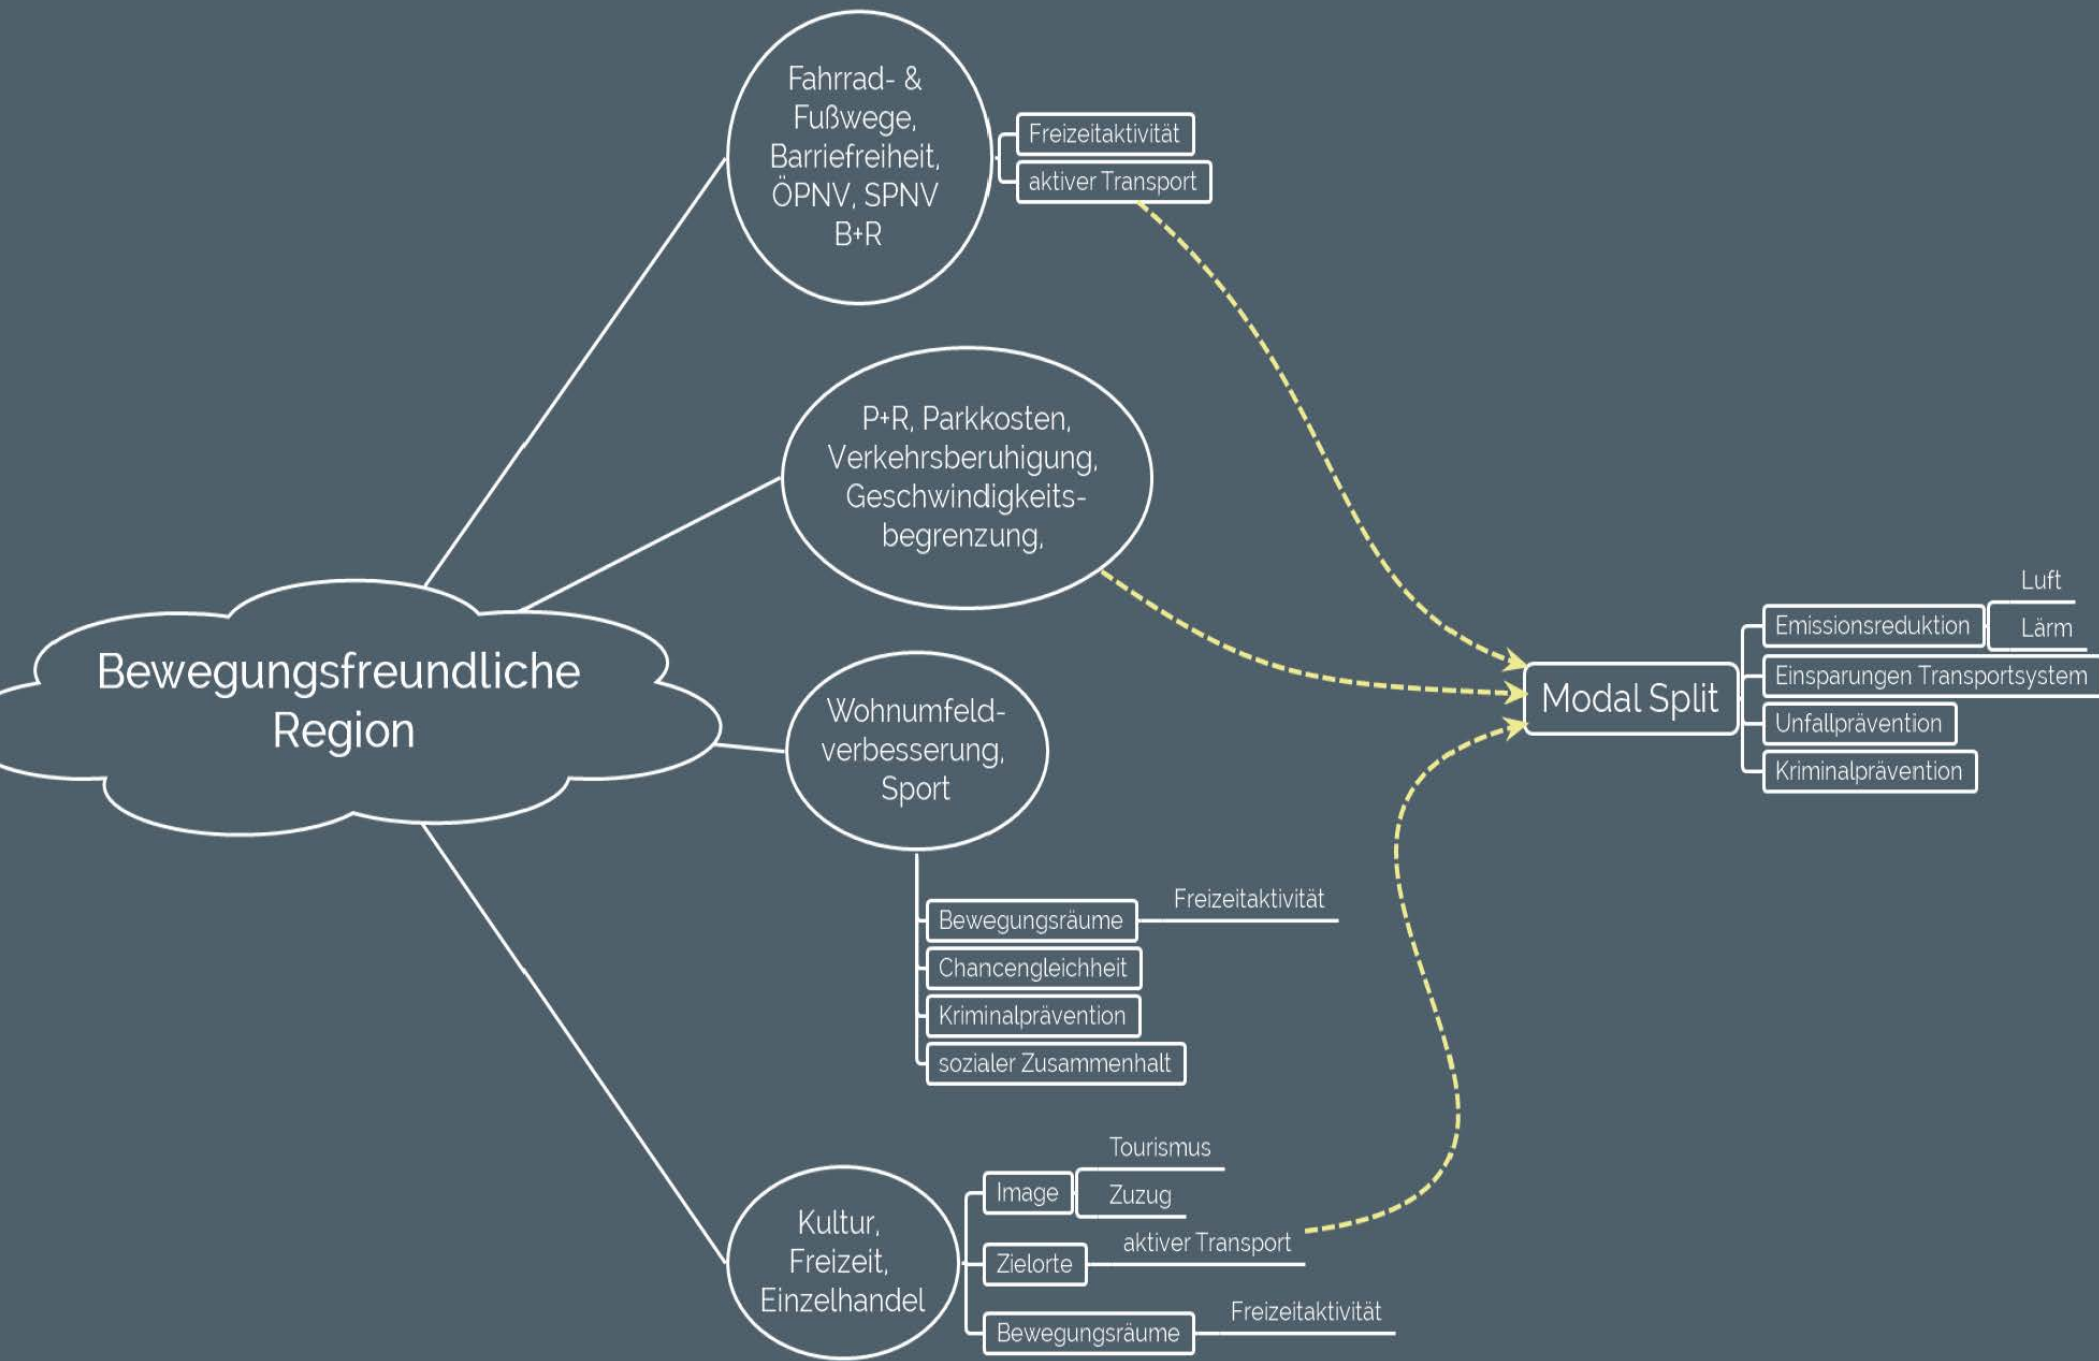 Fahrrad- &
Fußwege,
Barriefreiheit,
ÖPNV, SPNV
B+R
Freizeitaktivität
aktiver Transport
P+R, Parkkosten,
Verkehrsberuhigung,
Geschwindigkeits-
begrenzung,
Bewegungsfreundliche
Region
Wohnumfeld-
verbesserung,
Sport
Bewegungsräume
Freizeitaktivität
Chancengleichheit
Kriminalprävention
sozialer Zusammenhalt
Kultur,
Freizeit,
Einzelhandel
Image
Tourismus
Zuzug
Zielorte
aktiver Transport
Bewegungsräume
Freizeitaktivität
Modal Split
Emissionsreduktion
Luft
Lärm
Einsparungen Transportsystem
Unfallprävention
Kriminalprävention